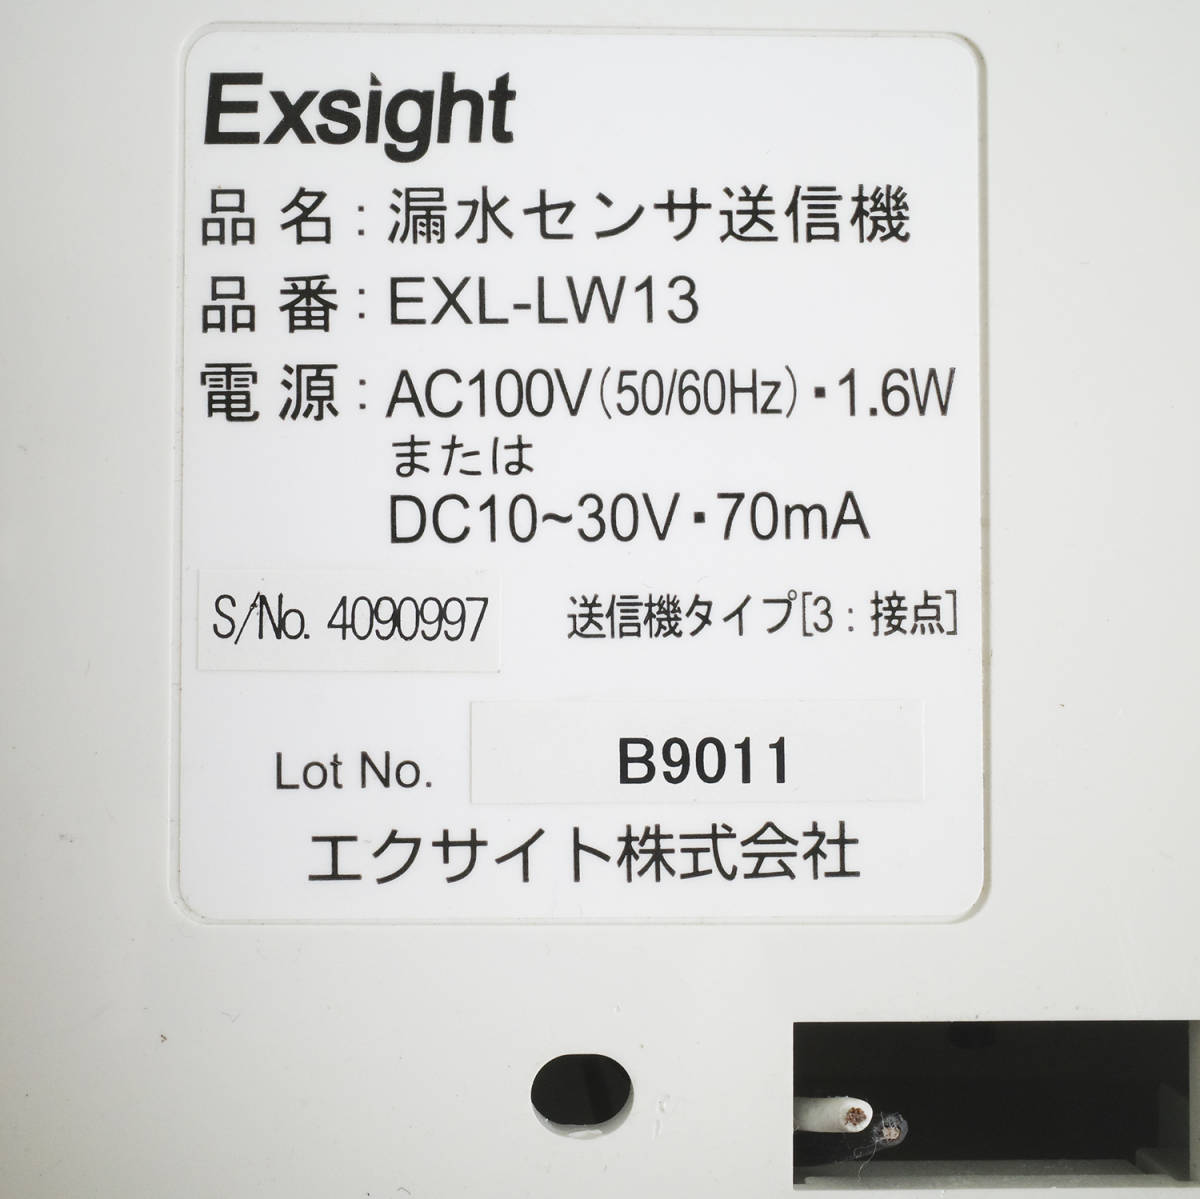 Exsight
品名:漏水センサ送信機
品番:EXL-LW13
電源:AC100V(50/60Hz)・1.6W
または
DC10~30V・70mA
S/No. 4090997 送信機タイプ[3:接点]
Lot No. B9011
エクサイト株式会社